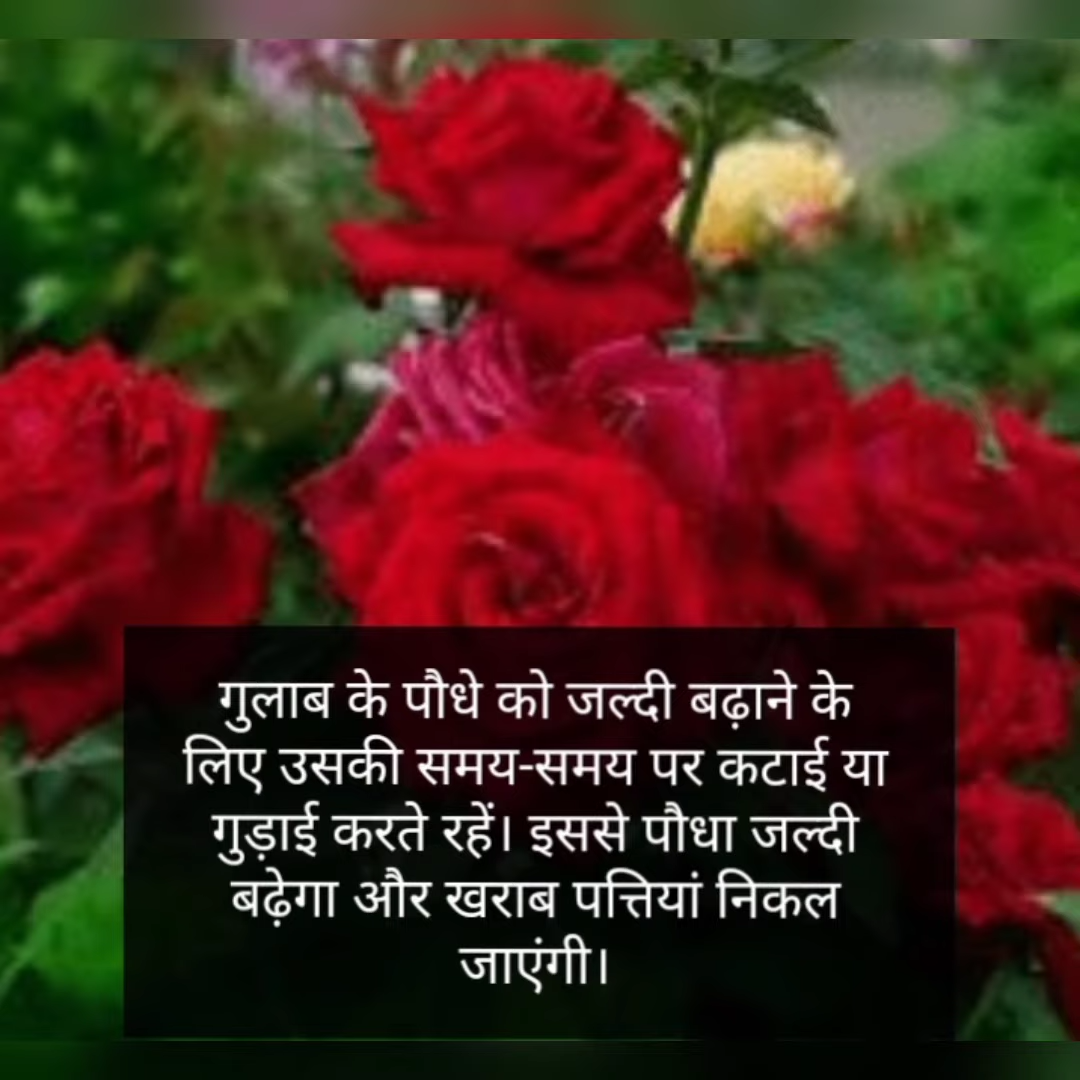 गुलाब के पौधे को जल्दी बढ़ाने के
लिए उसकी समय-समय पर कटाई या
गुड़ाई करते रहें। इससे पौधा जल्दी
बढ़ेगा और खराब पत्तियां निकल
जाएंगी।